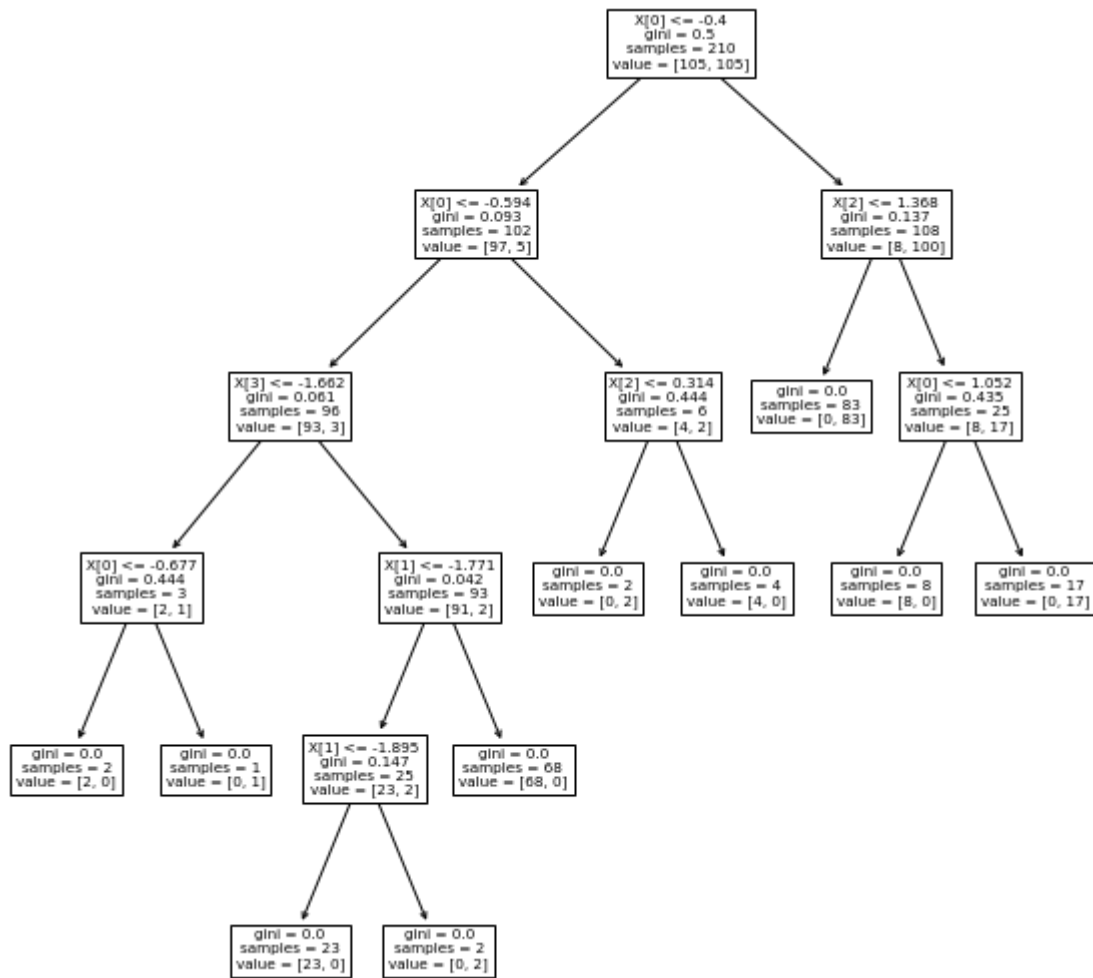 X[0] <= -0.4
gini = 0.5
samples = 210
value = [105, 105]
X[0] <= -0.594
gini = 0.093
samples = 102
value = [97, 5]
X[2] <= 1.368
gini = 0.137
samples = 108
value = [8, 100]
X[3] <= -1.662
gini = 0.061
samples = 96
value = [93, 3]
X[2] <= 0.314
gini = 0.444
samples = 6
value = [4, 2]
gini = 0.0
samples = 83
value = [0, 83]
X[0] <= 1.052
gini = 0.435
samples = 25
value = [8, 17]
X[0] <= -0.677
gini = 0.444
samples = 3
value = [2, 1]
X[1] <= -1.771
gini = 0.042
samples = 93
value = [91, 2]
gini = 0.0
samples = 2
value = [0, 2]
gini = 0.0
samples = 4
value = [4, 0]
gini = 0.0
samples = 8
value = [8, 0]
gini = 0.0
samples = 17
value = [0, 17]
gini = 0.0
samples = 2
value = [2, 0]
gini = 0.0
samples = 1
value = [0, 1]
X[1] <= -1.895
gini = 0.147
samples = 25
value = [23, 2]
gini = 0.0
samples = 68
value = [68, 0]
gini = 0.0
samples = 23
value = [23, 0]
gini = 0.0
samples = 2
value = [0, 2]